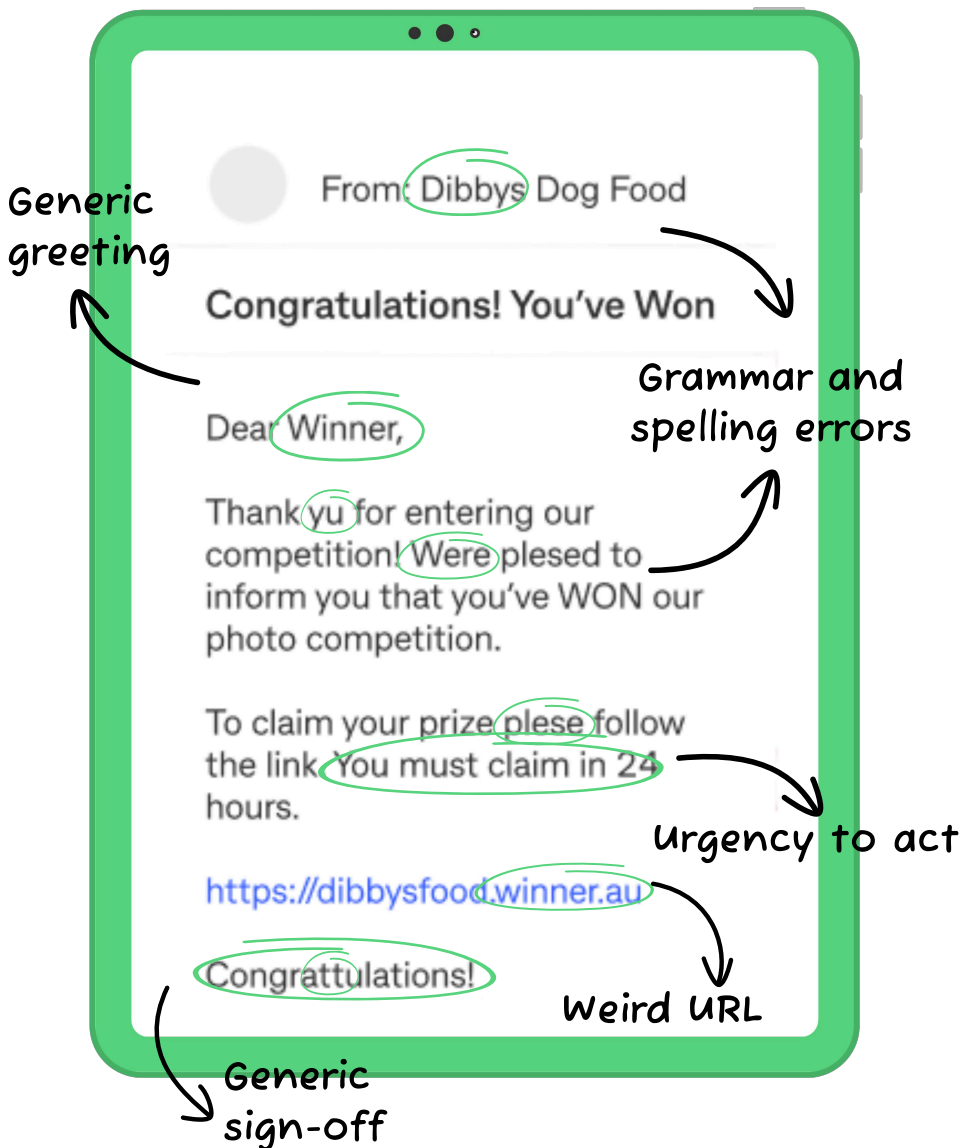 From: Dibbys Dog Food
Generic
greeting
Congratulations! You’ve Won
Grammar and
spelling errors
Dear Winner,
Thank yu for entering our
competition! Were plesed to
inform you that you’ve WON our
photo competition.
To claim your prize plese follow
the link. You must claim in 24
hours.
Urgency to act
https://dibbysfood.winner.au
Congrattulations!
Weird URL
Generic
sign-off